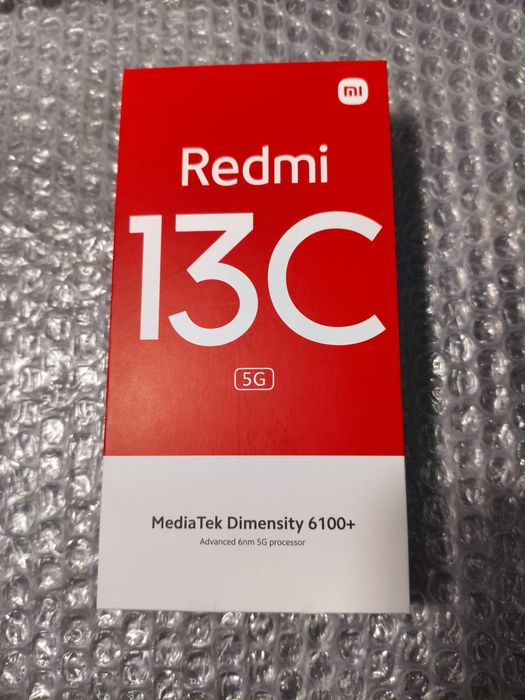 mi
Redmi
13C
5G
MediaTek Dimensity 6100+
Advanced 6nm 5G processor